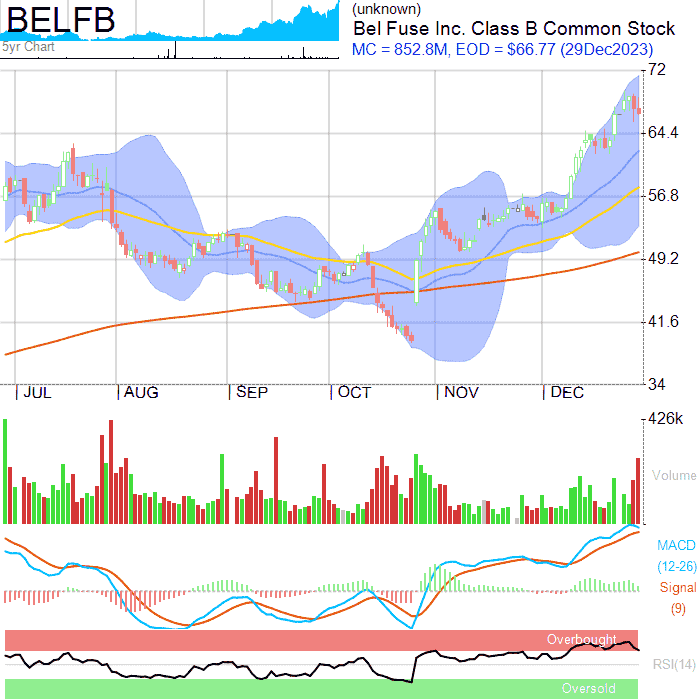 BELFB
5yr Chart
(unknown)
Bel Fuse Inc. Class B Common Stock
MC = 852.8M, EOD = $66.77 (29Dec2023)
72
64.4
56.8
49.2
41.6
34
JUL AUG SEP OCT NOV DEC
426k
Volume
MACD
(12-26)
Signal
(9)
Overbought
RSI(14)
Oversold